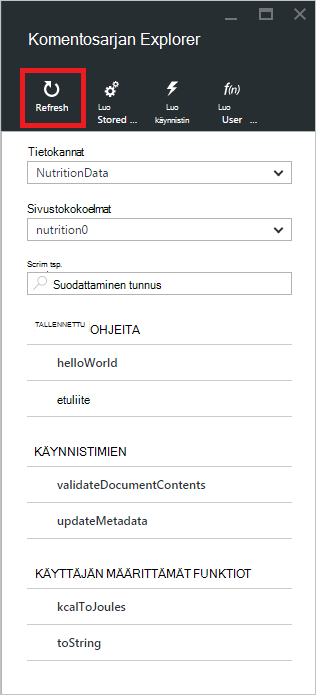 Komentosarjan Explorer
Refresh
Luo
Stored ...
Luo
käynnistin
f(n)
Luo
User ...
Tietokannat
NutritionData
Sivustokokoelmat
nutrition0
Scrim tsp.
Suodattaminen tunnus
TALLENNETTU OHJEITA
helloWorld
etuliite
KÄYNNISTIMIEN
validateDocumentContents
updateMetadata
KÄYTTÄJÄN MÄÄRITTÄMÄT FUNKTIOT
kcalToJoules
toString